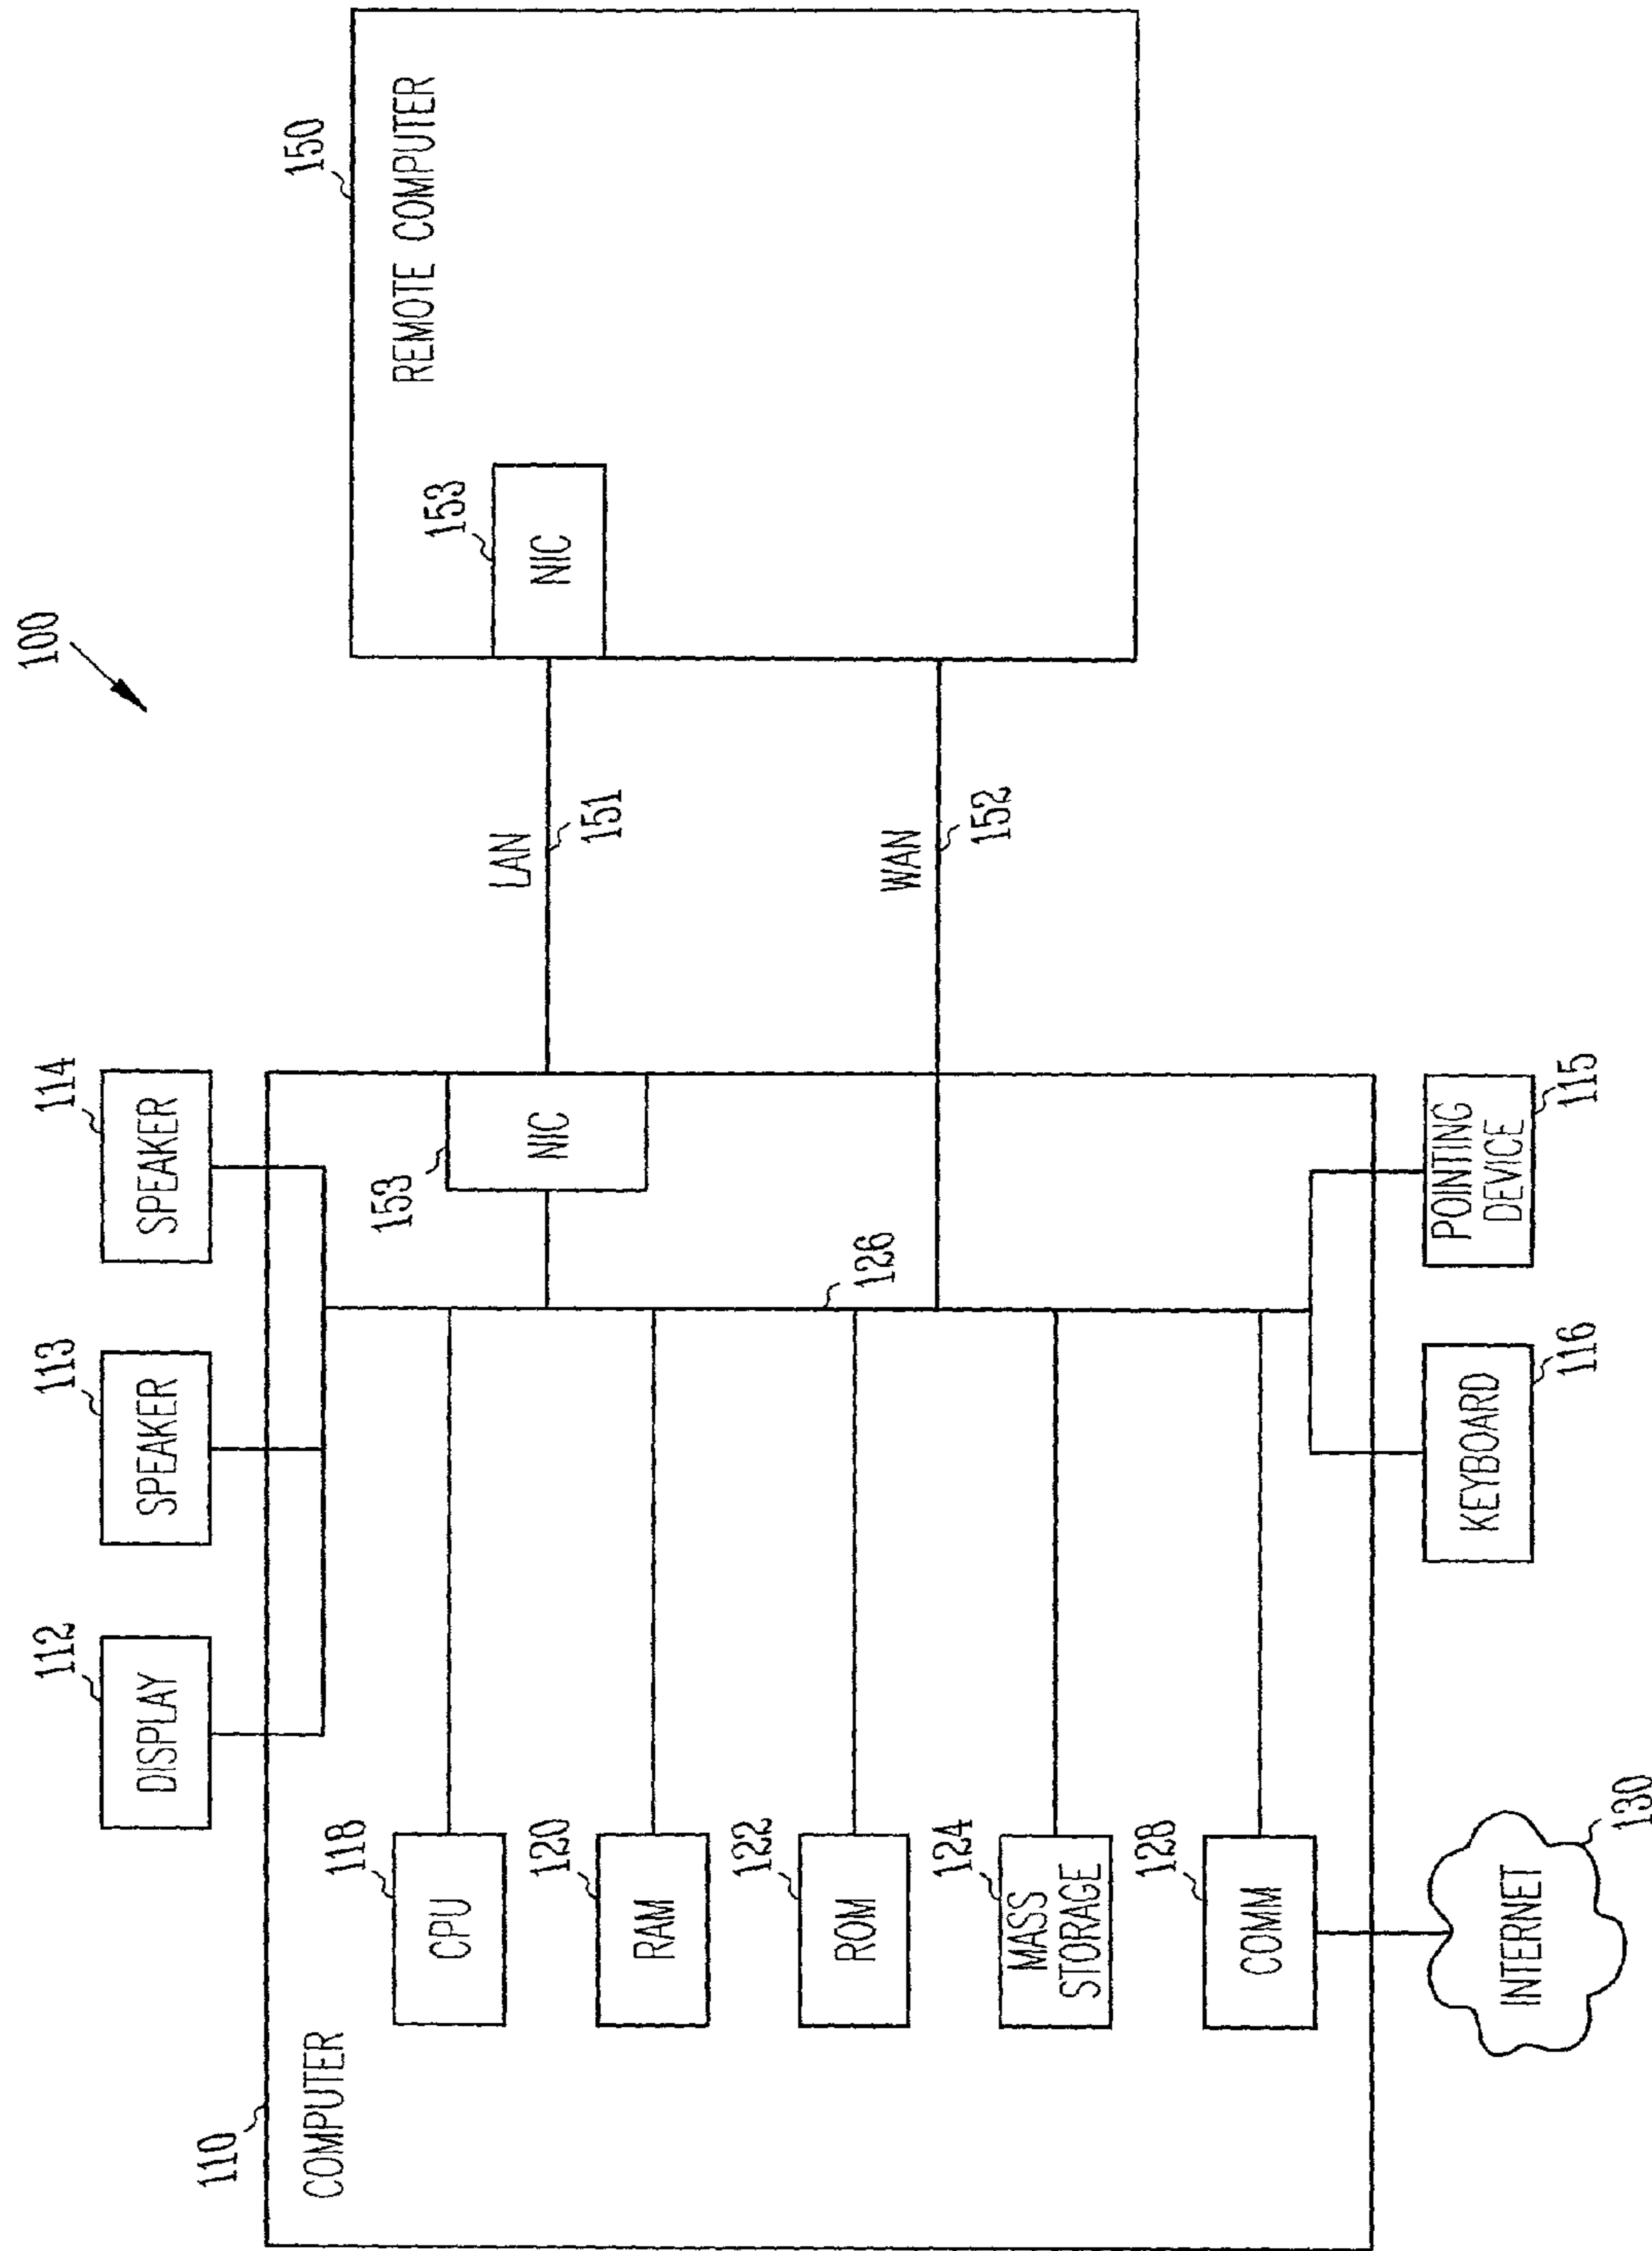 100
110
COMPUTER
112
DISPLAY
113
SPEAKER
114
SPEAKER
118
CPU
120
RAM
122
ROM
124
MASS
STORAGE
128
COMM
126
153
NIC
LAN
151
WAN
152
150
REMOTE COMPUTER
153
NIC
INTERNET
130
KEYBOARD
116
POINTING
DEVICE
115